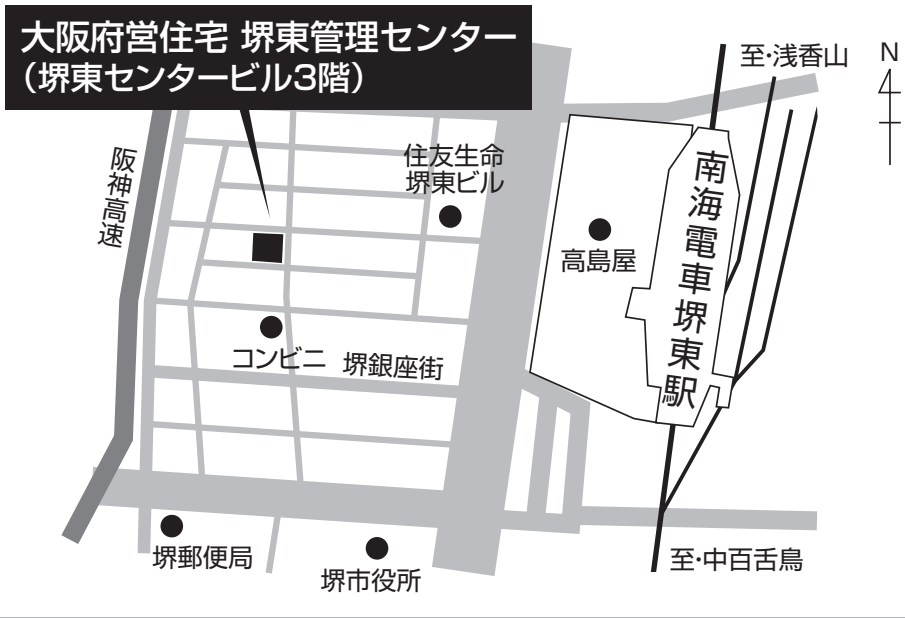 大阪府営住宅 堺東管理センター
（堺東センタービル3階）
至・浅香山
N
阪神高速
住友生命
堺東ビル
高島屋
南海電車堺東駅
コンビニ
堺銀座街
堺郵便局
堺市役所
至・中百舌鳥